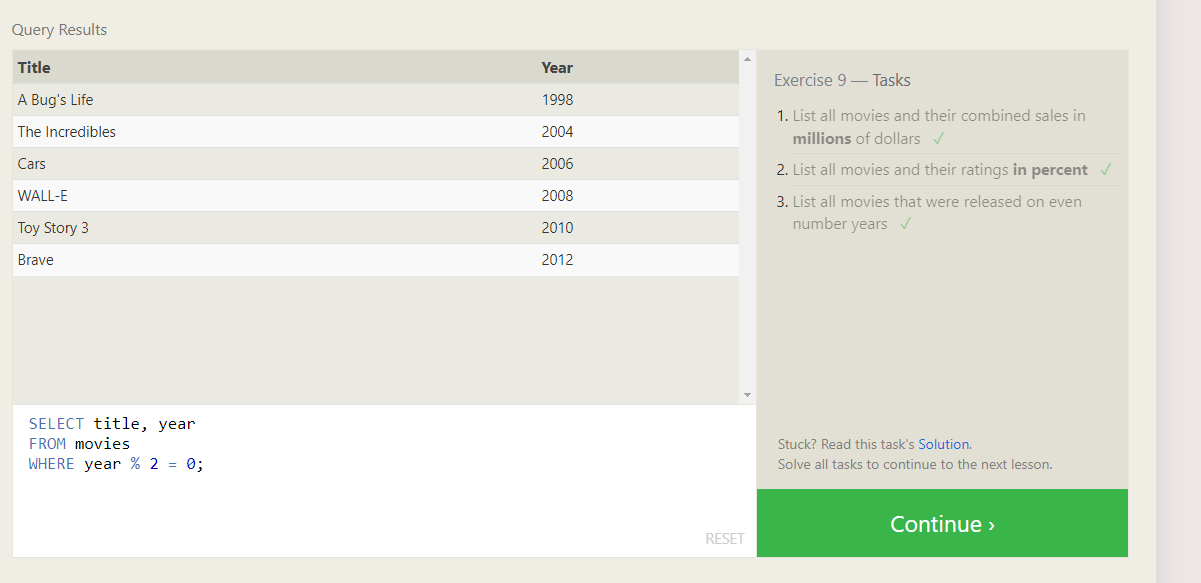 Query Results
Title Year
A Bug's Life 1998
The Incredibles 2004
Cars 2006
WALL-E 2008
Toy Story 3 2010
Brave 2012
SELECT title, year
FROM movies
WHERE year % 2 = 0;
RESET
Exercise 9 — Tasks
1. List all movies and their combined sales in
millions of dollars ✓
2. List all movies and their ratings in percent ✓
3. List all movies that were released on even
number years ✓
Stuck? Read this task's Solution.
Solve all tasks to continue to the next lesson.
Continue ›